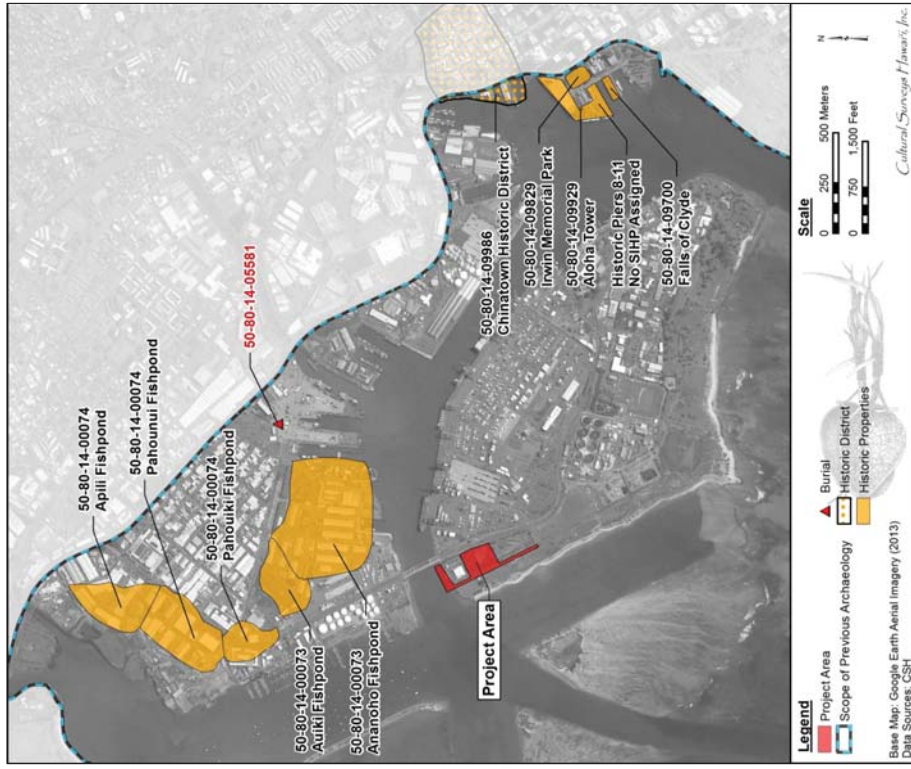 50-80-14-00074
Apili Fishpond
50-80-14-00074
Pahounui Fishpond
50-80-14-00074
Pahouiki Fishpond
50-80-14-05581
50-80-14-00073
Auiki Fishpond
50-80-14-00073
Ananoho Fishpond
Project Area
50-80-14-09986
Chinatown Historic District
50-80-14-09829
Irwin Memorial Park
50-80-14-09929
Aloha Tower
Historic Piers 8-11
No SIHP Assigned
50-80-14-09700
Falls of Clyde
Legend
Project Area
Scope of Previous Archaeology
Burial
Historic District
Historic Properties
Base Map: Google Earth Aerial Imagery (2013)
Data Sources: CSH
Scale
0 250 500 Meters
0 750 1,500 Feet
N
Cultural Surveys Hawai'i, Inc.